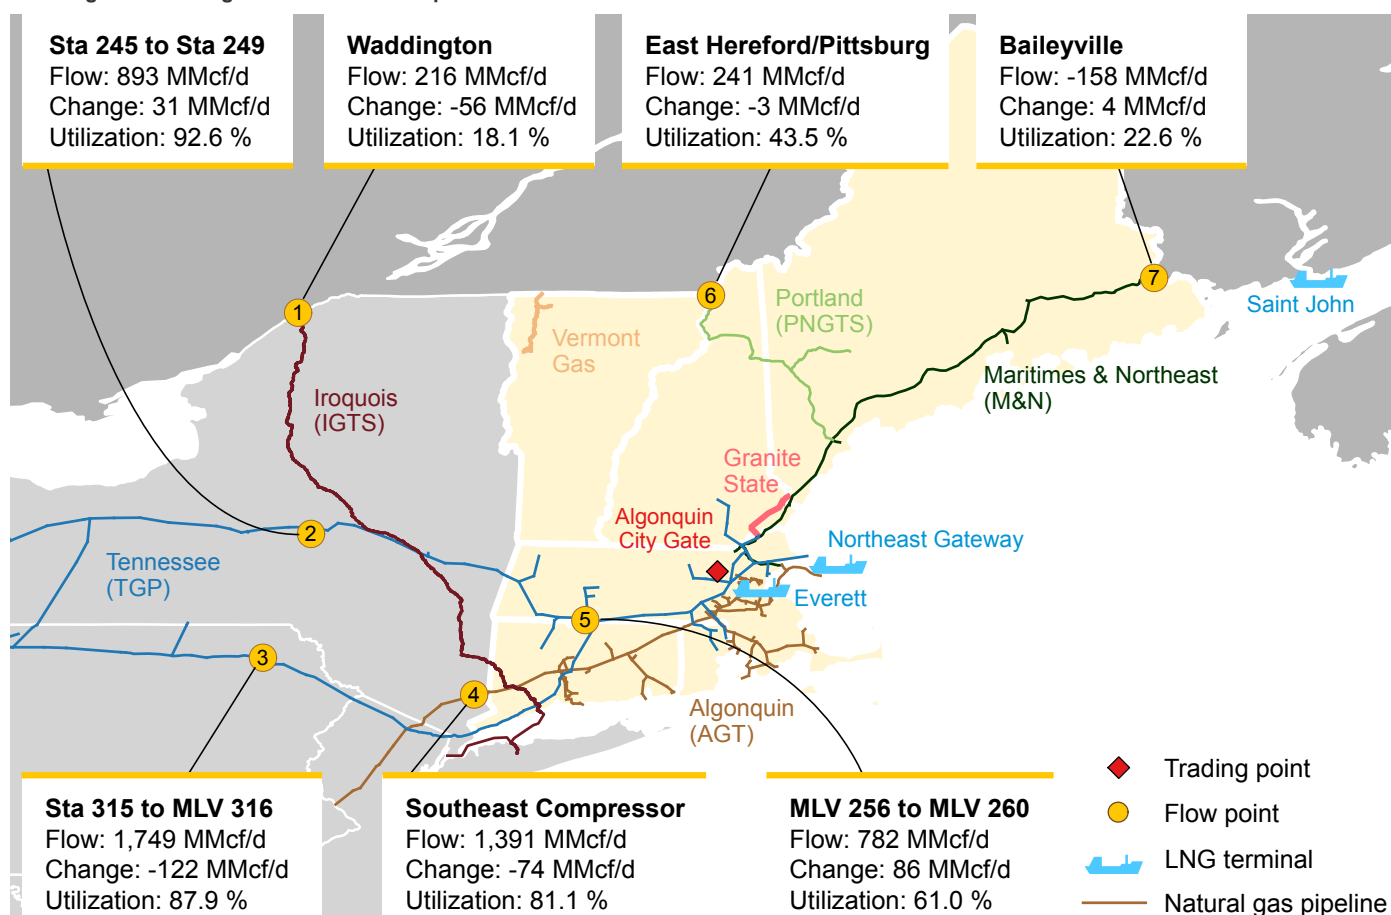 Sta 245 to Sta 249
Flow: 893 MMcf/d
Change: 31 MMcf/d
Utilization: 92.6 %
Waddington
Flow: 216 MMcf/d
Change: -56 MMcf/d
Utilization: 18.1 %
East Hereford/Pittsburg
Flow: 241 MMcf/d
Change: -3 MMcf/d
Utilization: 43.5 %
Baileyville
Flow: -158 MMcf/d
Change: 4 MMcf/d
Utilization: 22.6 %
1
6
7
Saint John
Portland
(PNGTS)
Vermont
Gas
Maritimes & Northeast
(M&N)
Iroquois
(IGTS)
Granite
State
Algonquin
City Gate
2
Northeast Gateway
Tennessee
(TGP)
Everett
5
3
4
Algonquin
(AGT)
Sta 315 to MLV 316
Flow: 1,749 MMcf/d
Change: -122 MMcf/d
Utilization: 87.9 %
Southeast Compressor
Flow: 1,391 MMcf/d
Change: -74 MMcf/d
Utilization: 81.1 %
MLV 256 to MLV 260
Flow: 782 MMcf/d
Change: 86 MMcf/d
Utilization: 61.0 %
Trading point
Flow point
LNG terminal
Natural gas pipeline